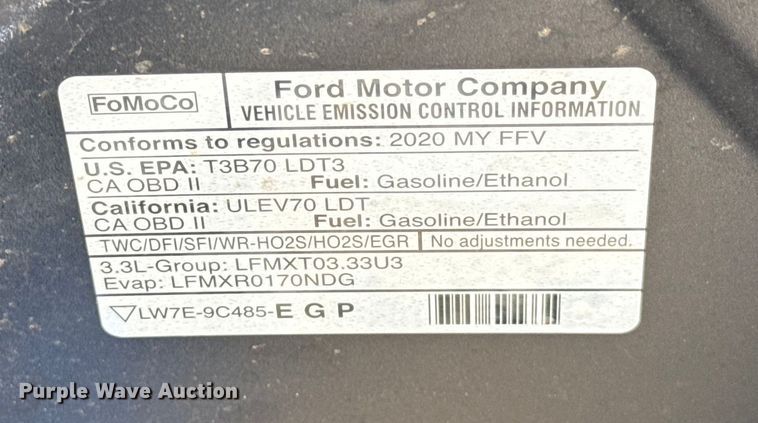 FoMoCo
Ford Motor Company
VEHICLE EMISSION CONTROL INFORMATION
Conforms to regulations: 2020 MY FFV
U.S. EPA: T3B70 LDT3
CA OBD II Fuel: Gasoline/Ethanol
California: ULEV70 LDT
CA OBD II Fuel: Gasoline/Ethanol
TWC/DFI/SFI/WR-HO2S/HO2S/EGR No adjustments needed.
3.3L-Group: LFMXT03.33U3
Evap: LFMXR0170NDG
LW7E-9C485-E G P
Purple Wave Auction